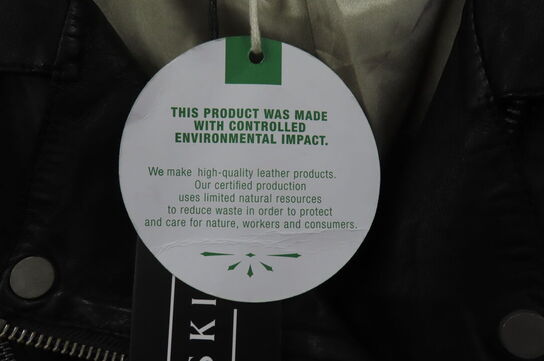 THIS PRODUCT WAS MADE
WITH CONTROLLED
ENVIRONMENTAL IMPACT.
We make high-quality leather products.
Our certified production
uses limited natural resources
to reduce waste in order to protect
and care for nature, workers and consumers.
SKI